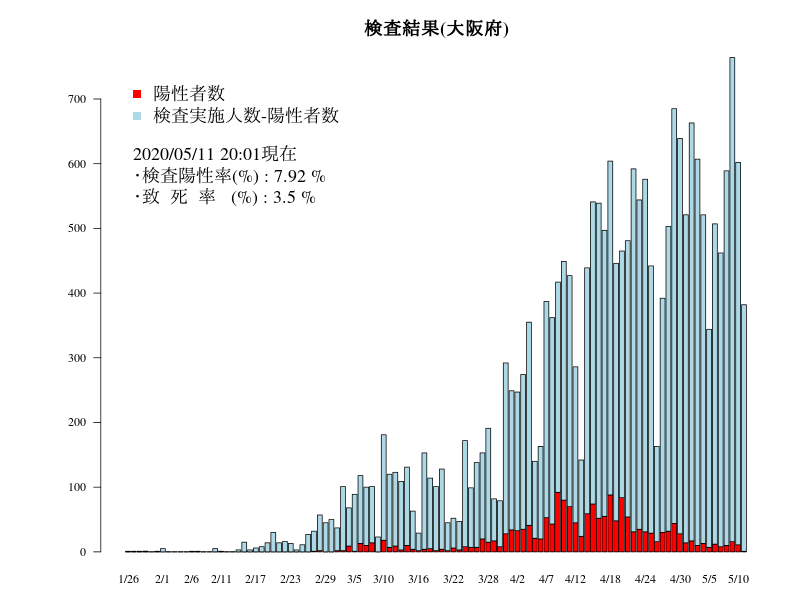 検査結果(大阪府)
陽性者数
検査実施人数-陽性者数
2020/05/11 20:01現在
･検査陽性率(%) : 7.92 %
･致 死 率 (%) : 3.5 %
700
600
500
400
300
200
100
0
1/26 2/1 2/6 2/11 2/17 2/23 2/29 3/5 3/10 3/16 3/22 3/28 4/2 4/7 4/12 4/18 4/24 4/30 5/5 5/10